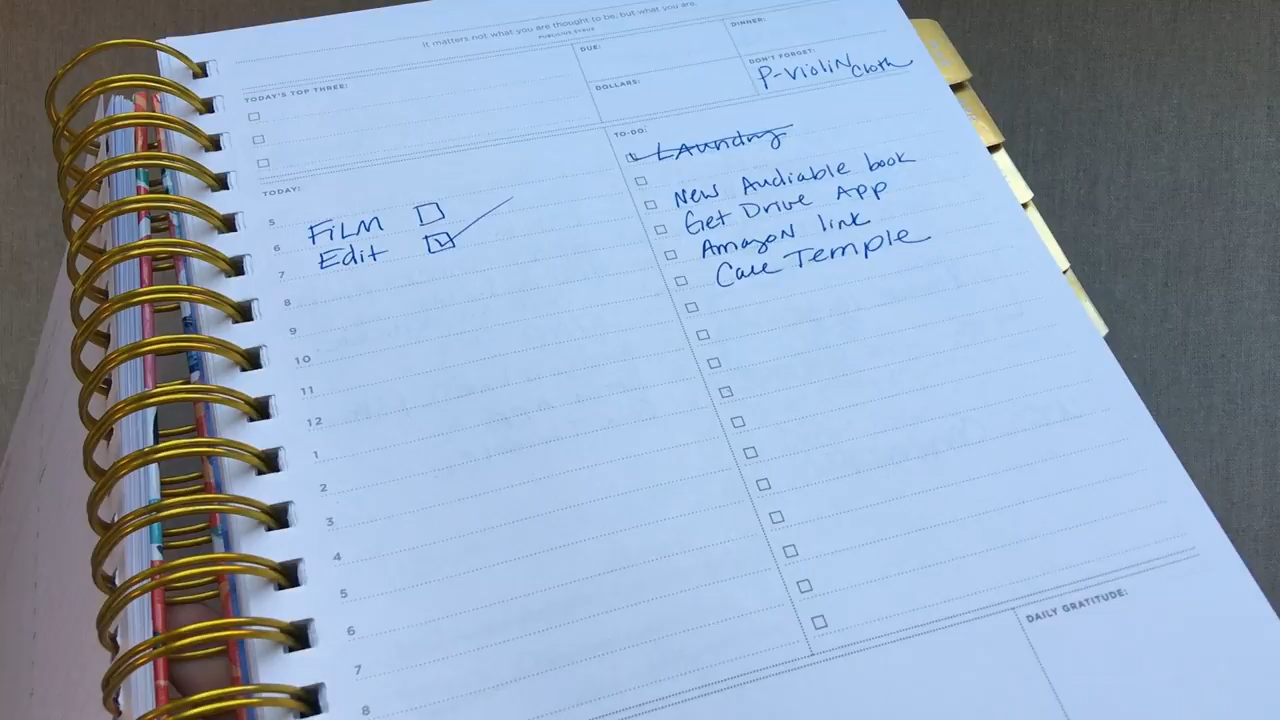 It matters not what you are thought to be, but what you are.
PUBLILIUS SYRUS
TODAY'S TOP THREE:
DUE:
DOLLARS:
DINNER:
DON'T FORGET:
P-VIOLIN Cloth
TODAY:
5
FILM
6
Edit
7
8
9
10
11
12
1
2
3
4
5
6
7
8
TO-DO:
LAundry
New Audiable book
Get Drive App
Amazon link
Call Temple
DAILY GRATITUDE: